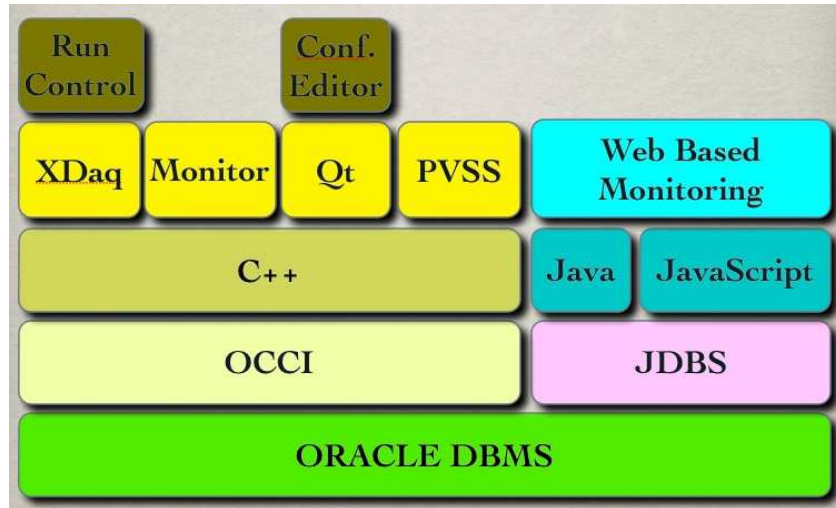 Run
Control
Conf.
Editor
XDaq
Monitor
Qt
PVSS
Web Based
Monitoring
C++
Java
JavaScript
OCCI
JDBS
ORACLE DBMS